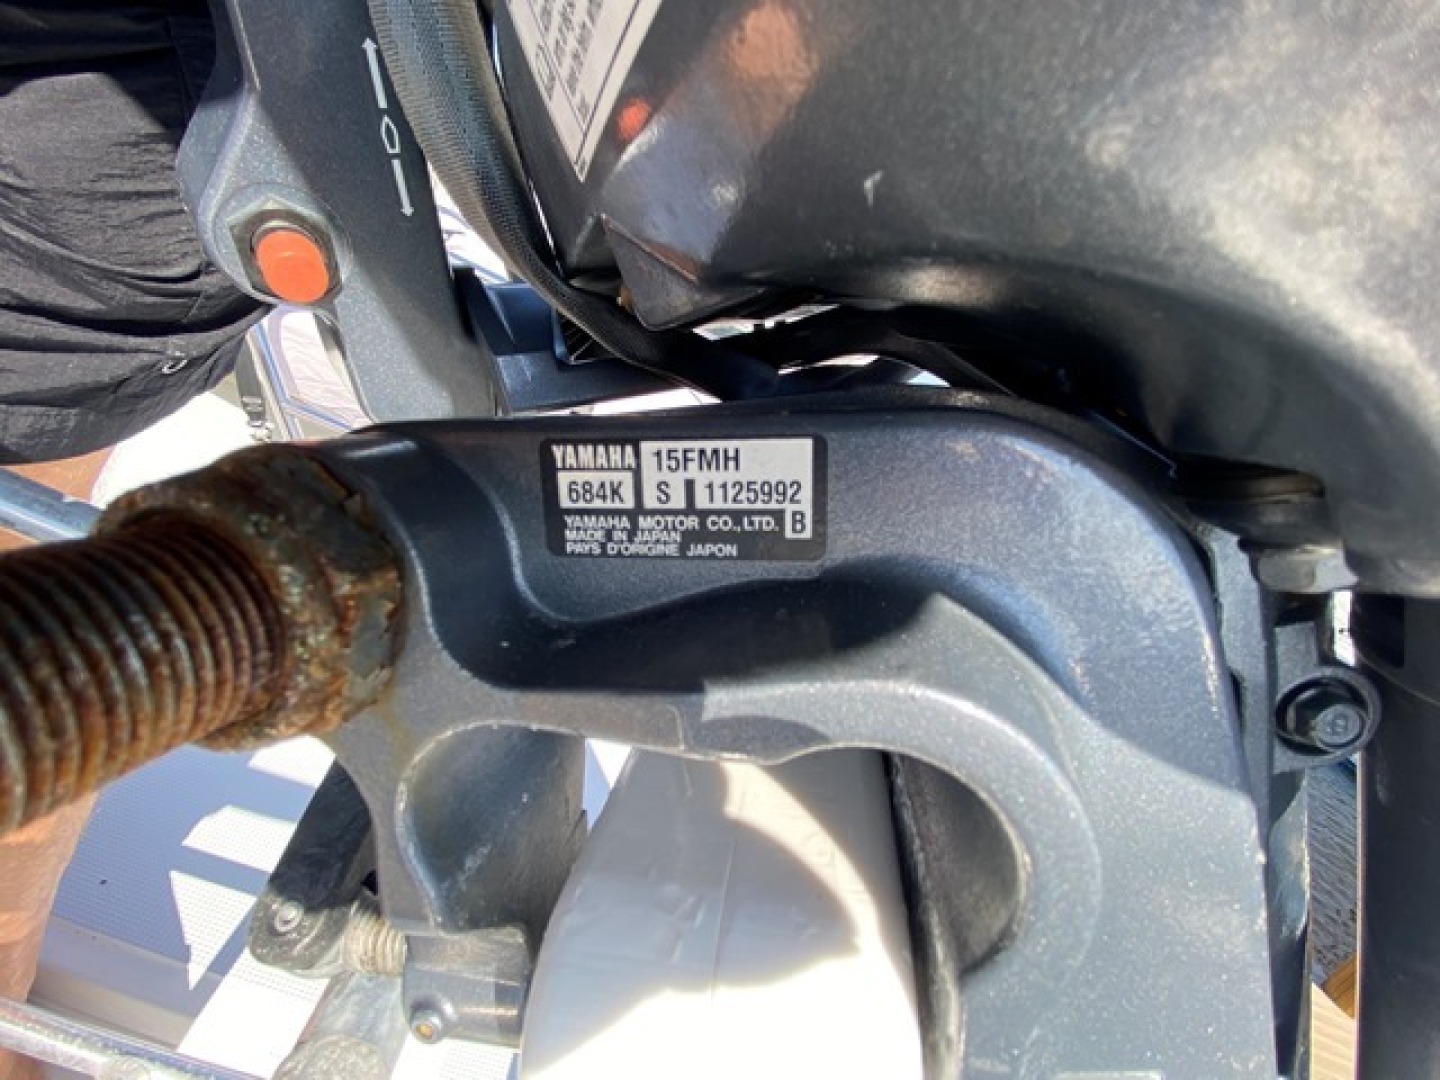 YAMAHA 15FMH
684K S 1125992
YAMAHA MOTOR CO.,LTD. B
MADE IN JAPAN
PAYS D'ORIGINE JAPON